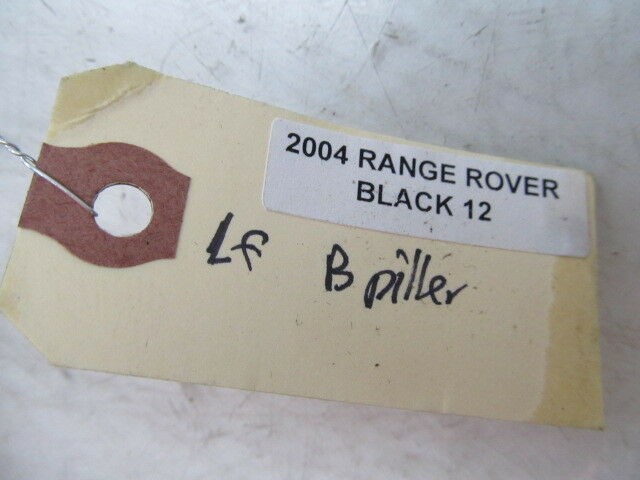 2004 RANGE ROVER
BLACK 12
LF B piller